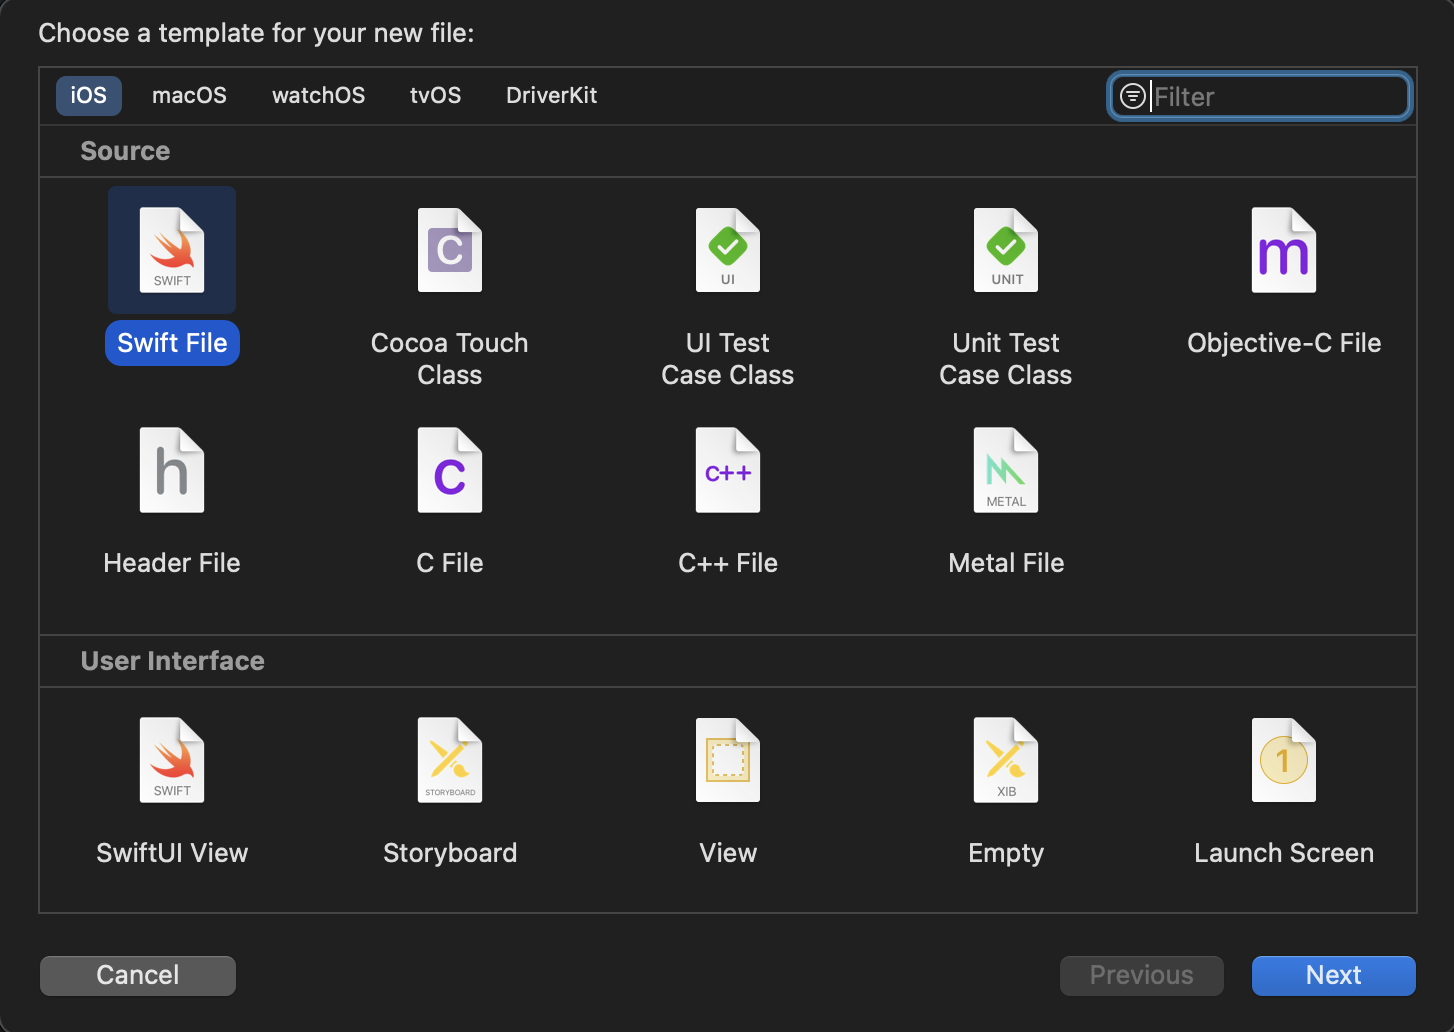 Choose a template for your new file:
iOS macOS watchOS tvOS DriverKit Filter
Source
SWIFT
C
UI
UNIT
m
Swift File
Cocoa Touch
Class
UI Test
Case Class
Unit Test
Case Class
Objective-C File
h
C
C++
METAL
Header File
C File
C++ File
Metal File
User Interface
SWIFT
STORYBOARD
XIB
1
SwiftUI View
Storyboard
View
Empty
Launch Screen
Cancel
Previous
Next